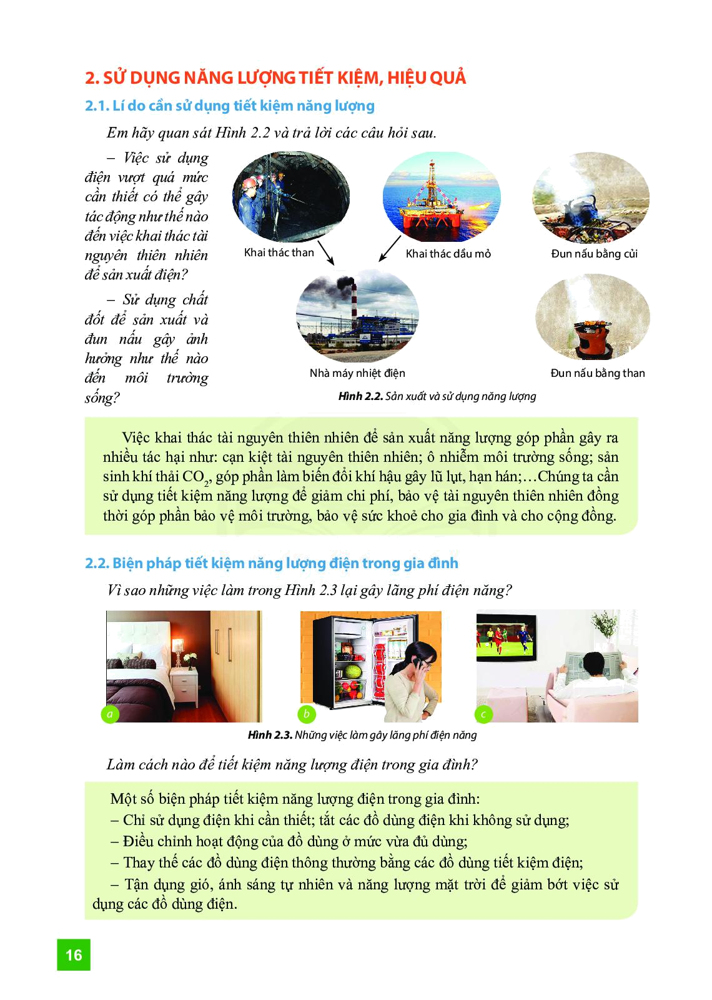 2. SỬ DỤNG NĂNG LƯỢNG TIẾT KIỆM, HIỆU QUẢ
2.1. Lí do cần sử dụng tiết kiệm năng lượng
Em hãy quan sát Hình 2.2 và trả lời các câu hỏi sau.
– Việc sử dụng
điện vượt quá mức
cần thiết có thể gây
tác động như thế nào
đến việc khai thác tài
nguyên thiên nhiên
để sản xuất điện?
– Sử dụng chất
đốt để sản xuất và
đun nấu gây ảnh
hưởng như thế nào
đến môi trường
sống?
Khai thác than
Khai thác dầu mỏ
Đun nấu bằng củi
Nhà máy nhiệt điện
Đun nấu bằng than
Hình 2.2. Sản xuất và sử dụng năng lượng
Việc khai thác tài nguyên thiên nhiên để sản xuất năng lượng góp phần gây ra
nhiều tác hại như: cạn kiệt tài nguyên thiên nhiên; ô nhiễm môi trường sống; sản
sinh khí thải CO₂, góp phần làm biến đổi khí hậu gây lũ lụt, hạn hán;…Chúng ta cần
sử dụng tiết kiệm năng lượng để giảm chi phí, bảo vệ tài nguyên thiên nhiên đồng
thời góp phần bảo vệ môi trường, bảo vệ sức khoẻ cho gia đình và cho cộng đồng.
2.2. Biện pháp tiết kiệm năng lượng điện trong gia đình
Vì sao những việc làm trong Hình 2.3 lại gây lãng phí điện năng?
a
b
c
Hình 2.3. Những việc làm gây lãng phí điện năng
Làm cách nào để tiết kiệm năng lượng điện trong gia đình?
Một số biện pháp tiết kiệm năng lượng điện trong gia đình:
– Chỉ sử dụng điện khi cần thiết; tắt các đồ dùng điện khi không sử dụng;
– Điều chỉnh hoạt động của đồ dùng ở mức vừa đủ dùng;
– Thay thế các đồ dùng điện thông thường bằng các đồ dùng tiết kiệm điện;
– Tận dụng gió, ánh sáng tự nhiên và năng lượng mặt trời để giảm bớt việc sử
dụng các đồ dùng điện.
16